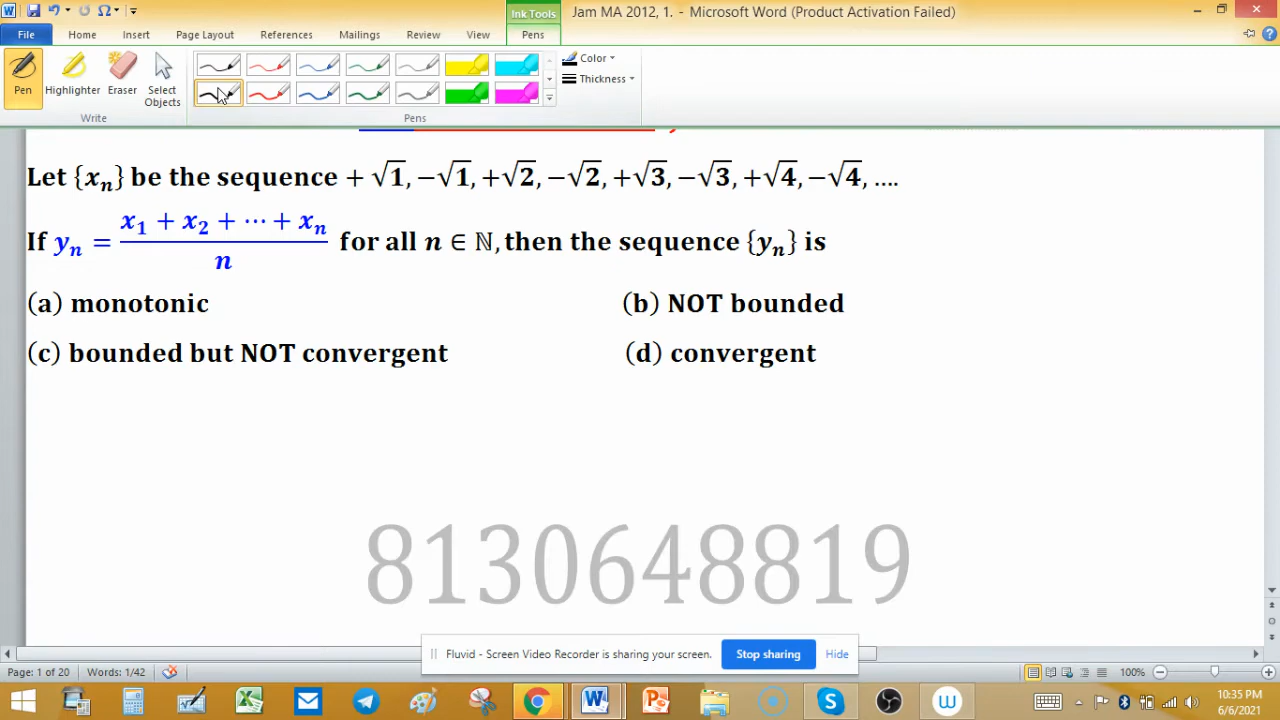 Jam MA 2012, 1. - Microsoft Word (Product Activation Failed)
Ink Tools
File Home Insert Page Layout References Mailings Review View Pens
Pen Highlighter Eraser Select Objects
Color
Thickness
Write Pens
Let {xₙ} be the sequence + √1, −√1, +√2, −√2, +√3, −√3, +√4, −√4, ....
If yₙ = (x₁ + x₂ + ⋯ + xₙ)/n for all n ∈ ℕ, then the sequence {yₙ} is
(a) monotonic (b) NOT bounded
(c) bounded but NOT convergent (d) convergent
8130648819
Fluvid - Screen Video Recorder is sharing your screen. Stop sharing Hide
Page: 1 of 20 Words: 1/42 100%
10:35 PM
6/6/2021